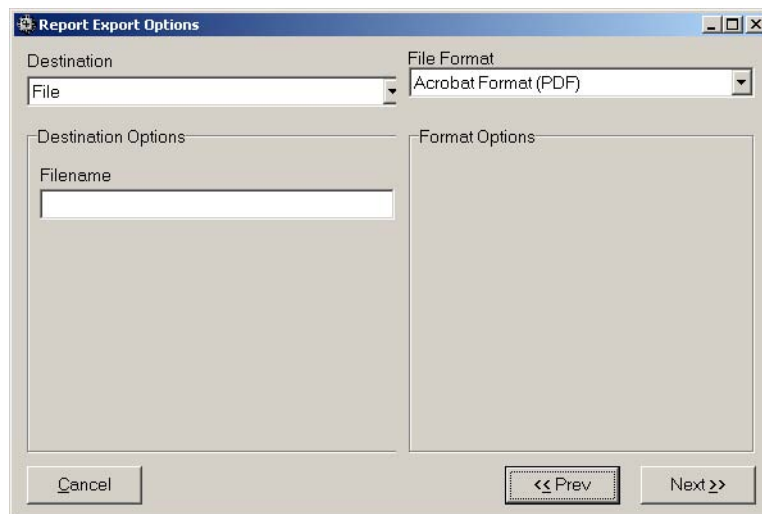 Report Export Options
Destination
File
File Format
Acrobat Format (PDF)
Destination Options
Filename
Format Options
Cancel
<< Prev
Next >>